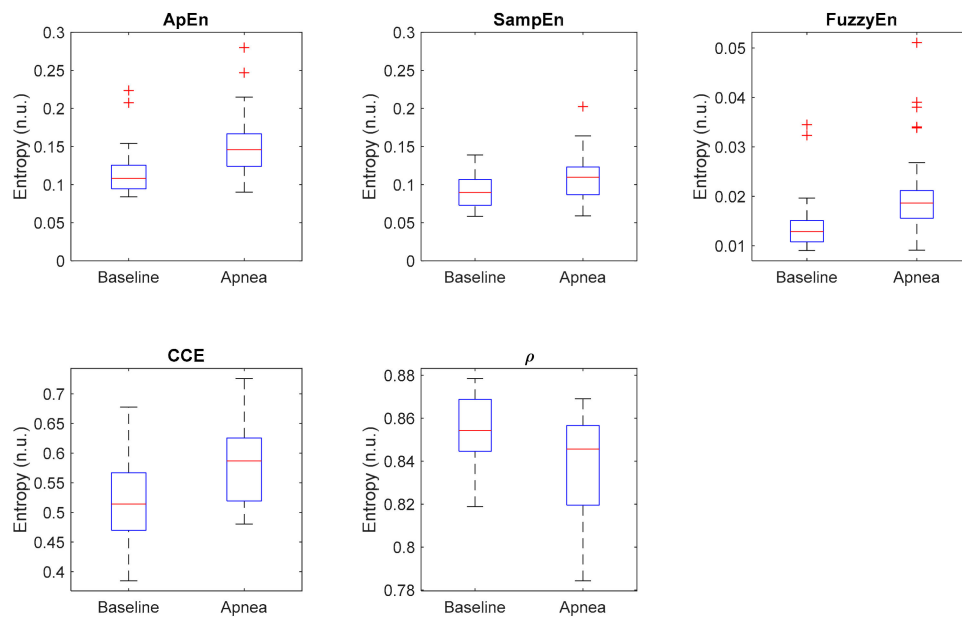 ApEn
0.3
0.25
0.2
0.15
0.1
0.05
0
Entropy (n.u.)
Baseline
Apnea
SampEn
0.3
0.25
0.2
0.15
0.1
0.05
0
Entropy (n.u.)
Baseline
Apnea
FuzzyEn
0.05
0.04
0.03
0.02
0.01
Entropy (n.u.)
Baseline
Apnea
CCE
0.7
0.65
0.6
0.55
0.5
0.45
0.4
Entropy (n.u.)
Baseline
Apnea
ρ
0.88
0.86
0.84
0.82
0.8
0.78
Entropy (n.u.)
Baseline
Apnea